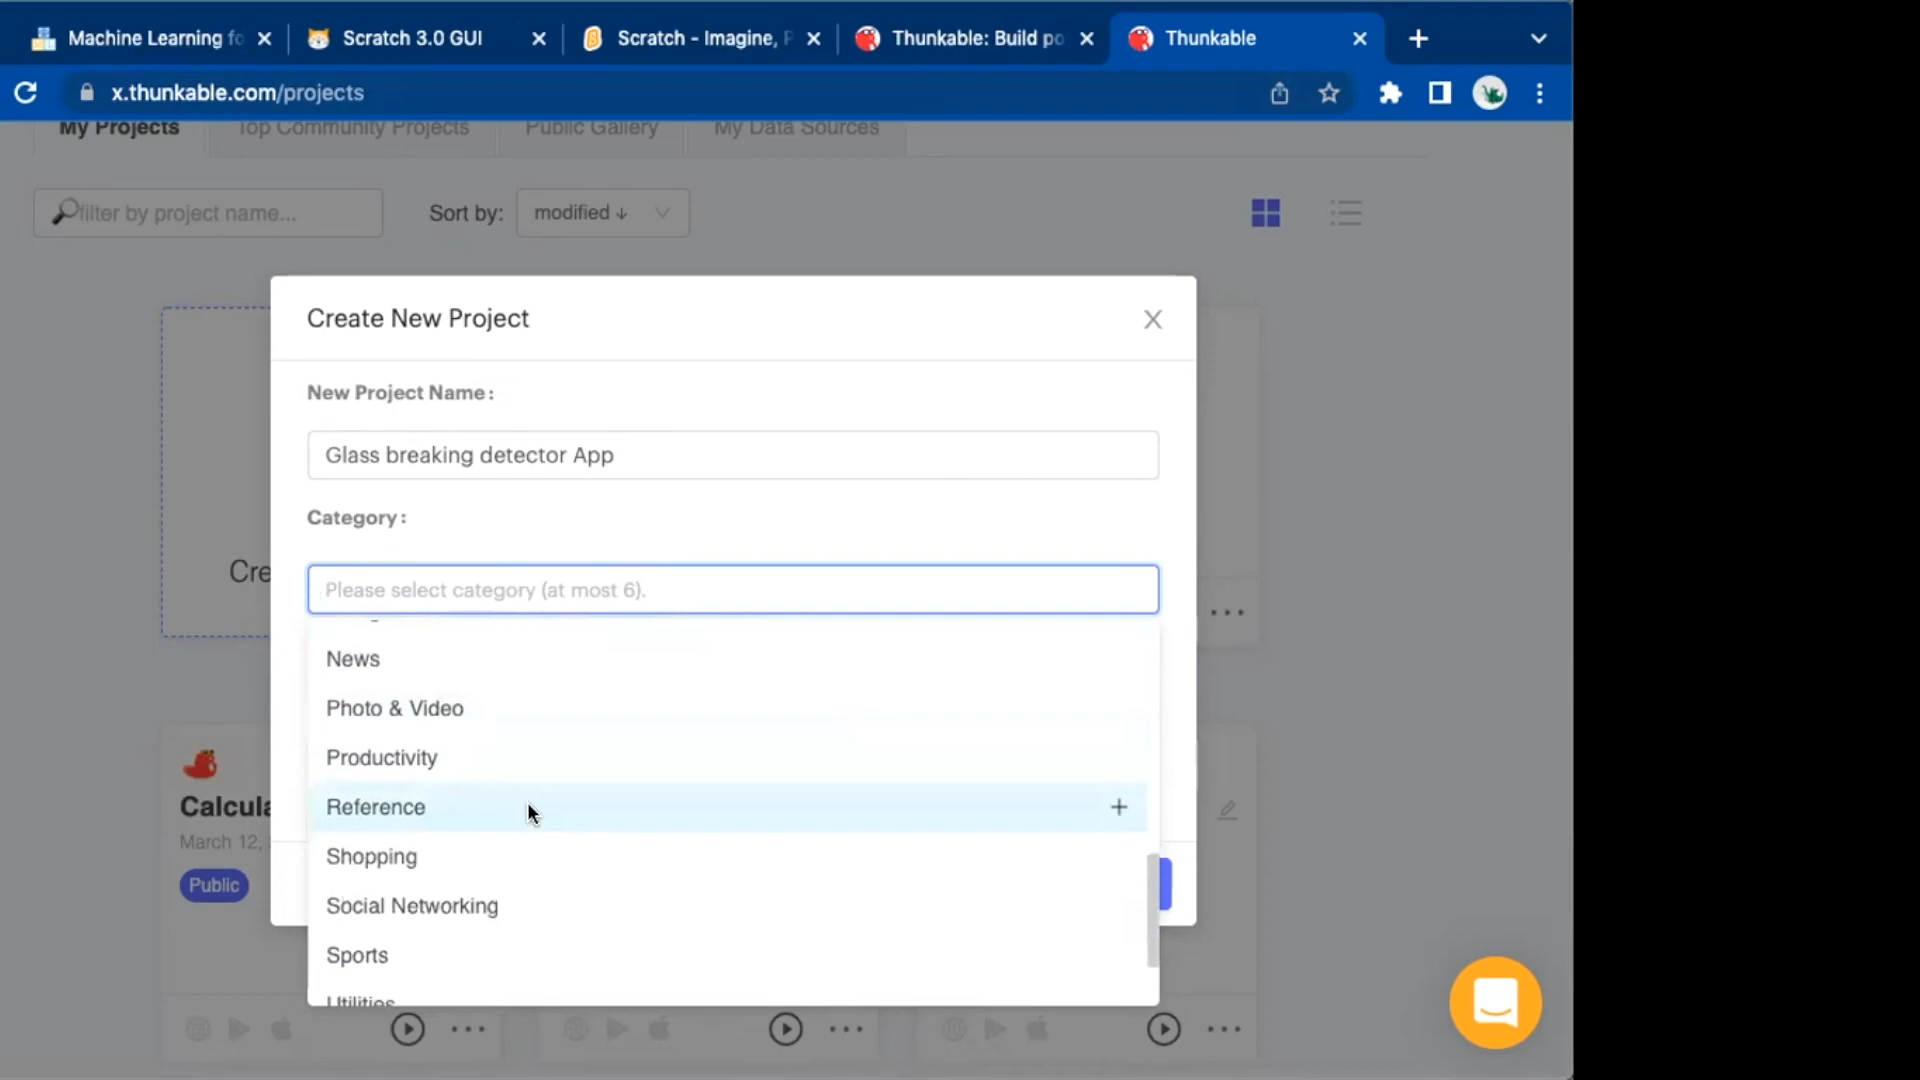 Machine Learning fo
Scratch 3.0 GUI
Scratch - Imagine, P
Thunkable: Build po
Thunkable
x.thunkable.com/projects
My Projects
Top Community Projects
Public Gallery
My Data Sources
filter by project name...
Sort by:
modified ↓
Create New Project
New Project Name:
Glass breaking detector App
Category:
Cre
Please select category (at most 6).
News
Photo & Video
Productivity
Reference
Shopping
Social Networking
Sports
Utilities
Calcula
March 12,
Public